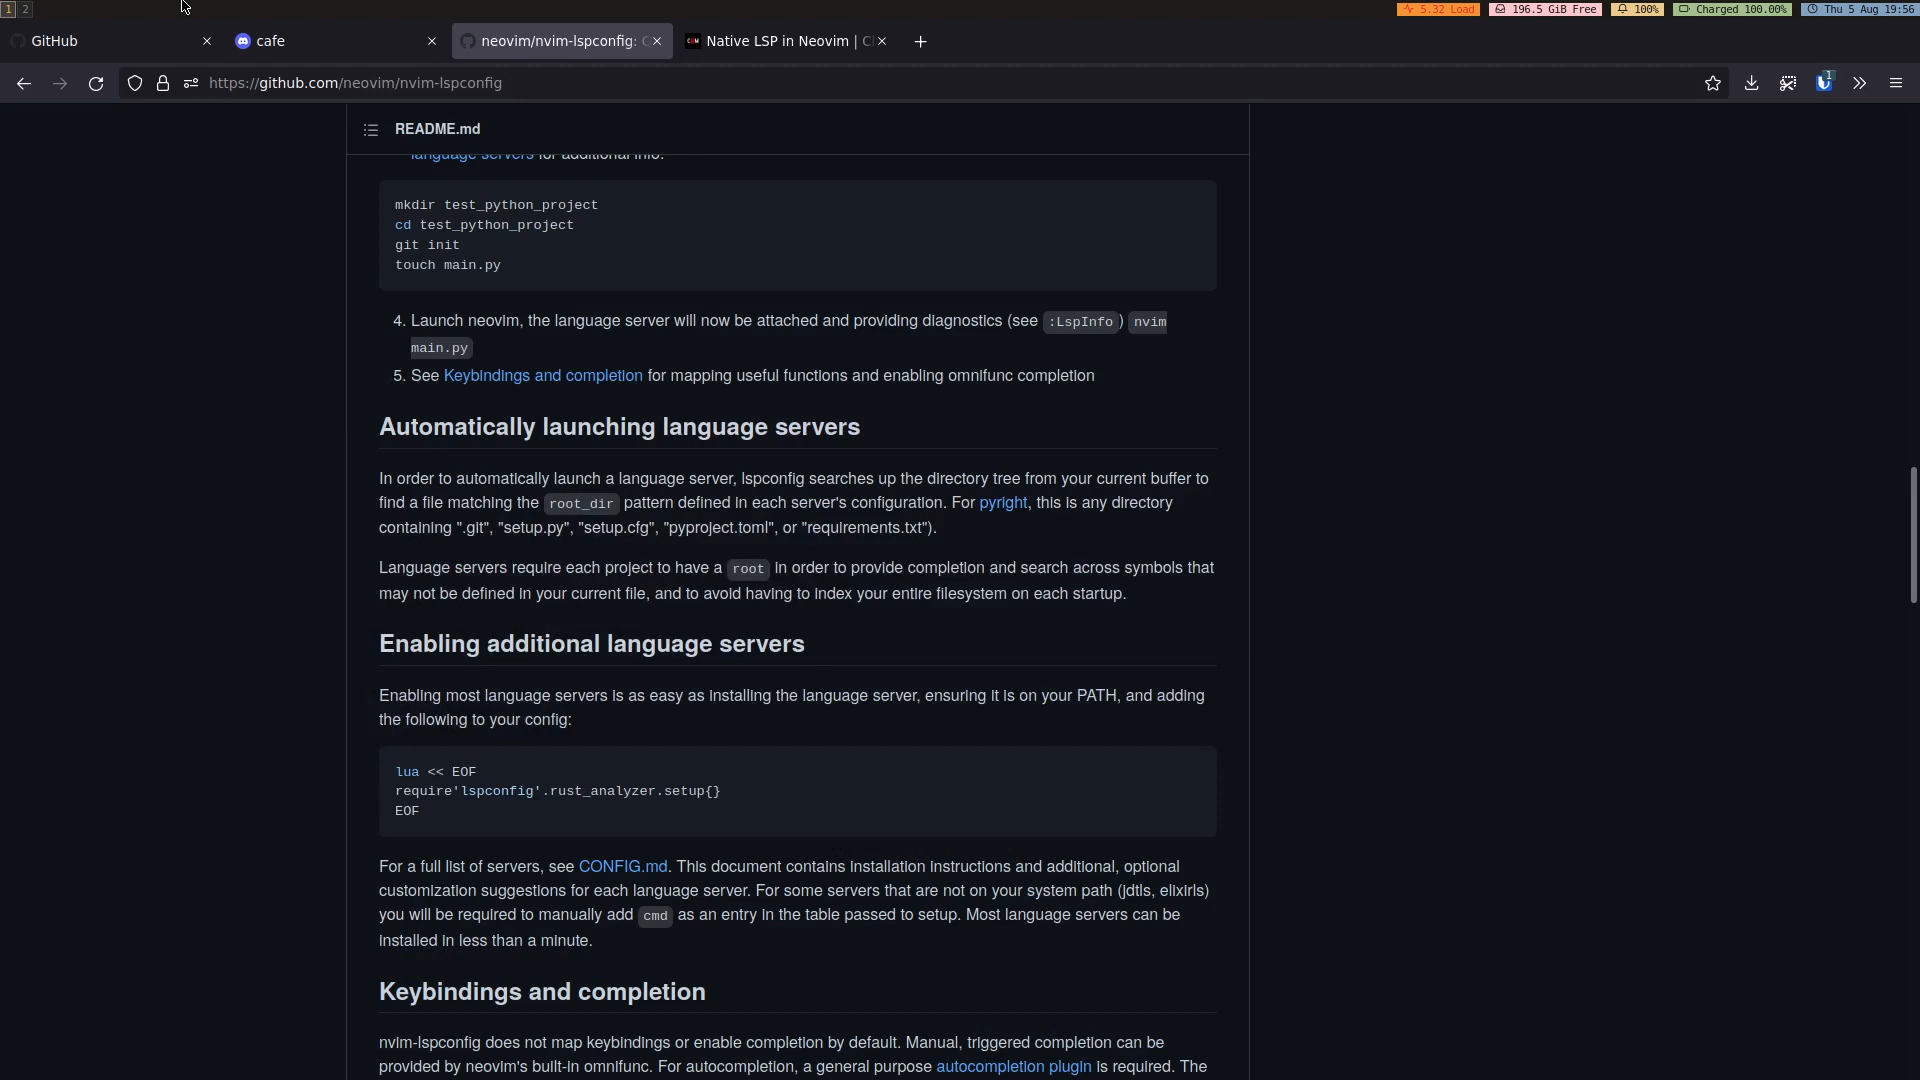 1 2 5.32 Load 196.5 GiB Free 100% Charged 100.00% Thu 5 Aug 19:56
GitHub cafe neovim/nvim-lspconfig: Native LSP in Neovim | C
https://github.com/neovim/nvim-lspconfig 1
README.md
language servers for additional info.
mkdir test_python_project
cd test_python_project
git init
touch main.py
4. Launch neovim, the language server will now be attached and providing diagnostics (see :LspInfo) nvim
main.py
5. See Keybindings and completion for mapping useful functions and enabling omnifunc completion
Automatically launching language servers
In order to automatically launch a language server, lspconfig searches up the directory tree from your current buffer to
find a file matching the root_dir pattern defined in each server's configuration. For pyright, this is any directory
containing ".git", "setup.py", "setup.cfg", "pyproject.toml", or "requirements.txt").
Language servers require each project to have a root in order to provide completion and search across symbols that
may not be defined in your current file, and to avoid having to index your entire filesystem on each startup.
Enabling additional language servers
Enabling most language servers is as easy as installing the language server, ensuring it is on your PATH, and adding
the following to your config:
lua << EOF
require'lspconfig'.rust_analyzer.setup{}
EOF
For a full list of servers, see CONFIG.md. This document contains installation instructions and additional, optional
customization suggestions for each language server. For some servers that are not on your system path (jdtls, elixirls)
you will be required to manually add cmd as an entry in the table passed to setup. Most language servers can be
installed in less than a minute.
Keybindings and completion
nvim-lspconfig does not map keybindings or enable completion by default. Manual, triggered completion can be
provided by neovim's built-in omnifunc. For autocompletion, a general purpose autocompletion plugin is required. The